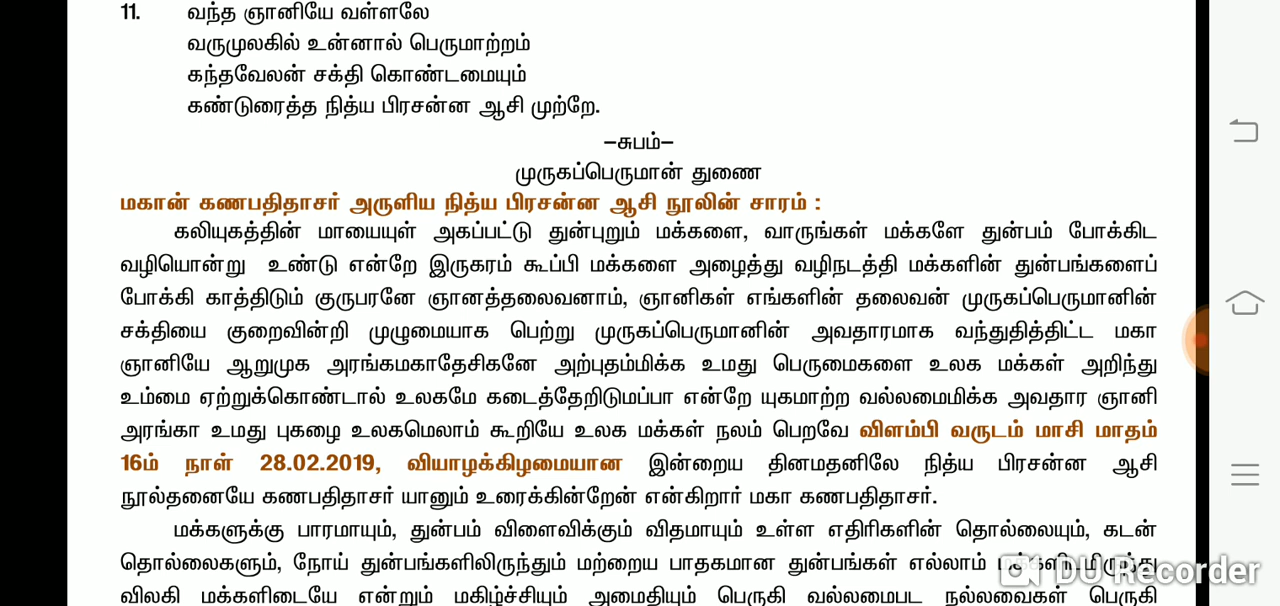 11. வந்த ஞானியே வள்ளலே
வருமுலகில் உன்னால் பெருமாற்றம்
கந்தவேலன் சக்தி கொண்டமையும்
கண்டுரைத்த நித்ய பிரசன்ன ஆசி முற்றே.
–சுபம்–
முருகப்பெருமான் துணை
மகான் கணபதிதாசர் அருளிய நித்ய பிரசன்ன ஆசி நூலின் சாரம் :
கலியுகத்தின் மாயையுள் அகப்பட்டு துன்புறும் மக்களை, வாருங்கள் மக்களே துன்பம் போக்கிட
வழியொன்று உண்டு என்றே இருகரம் கூப்பி மக்களை அழைத்து வழிநடத்தி மக்களின் துன்பங்களைப்
போக்கி காத்திடும் குருபரனே ஞானத்தலைவனாம், ஞானிகள் எங்களின் தலைவன் முருகப்பெருமானின்
சக்தியை குறைவின்றி முழுமையாக பெற்று முருகப்பெருமானின் அவதாரமாக வந்துதித்திட்ட மகா
ஞானியே ஆறுமுக அரங்கமகாதேசிகனே அற்புதம்மிக்க உமது பெருமைகளை உலக மக்கள் அறிந்து
உம்மை ஏற்றுக்கொண்டால் உலகமே கடைத்தேறிடுமப்பா என்றே யுகமாற்ற வல்லமைமிக்க அவதார ஞானி
அரங்கா உமது புகழை உலகமெலாம் கூறியே உலக மக்கள் நலம் பெறவே விளம்பி வருடம் மாசி மாதம்
16ம் நாள் 28.02.2019, வியாழக்கிழமையான இன்றைய தினமதனிலே நித்ய பிரசன்ன ஆசி
நூல்தனையே கணபதிதாசர் யானும் உரைக்கின்றேன் என்கிறார் மகா கணபதிதாசர்.
மக்களுக்கு பாரமாயும், துன்பம் விளைவிக்கும் விதமாயும் உள்ள எதிரிகளின் தொல்லையும், கடன்
தொல்லைகளும், நோய் துன்பங்களிலிருந்தும் மற்றைய பாதகமான துன்பங்கள் எல்லாம் மக்களிடமிருந்து
விலகி மக்களிடையே என்றும் மகிழ்ச்சியும் அமைதியும் பெருகி வல்லமைபட நல்லவைகள் பெருகி
DU Recorder